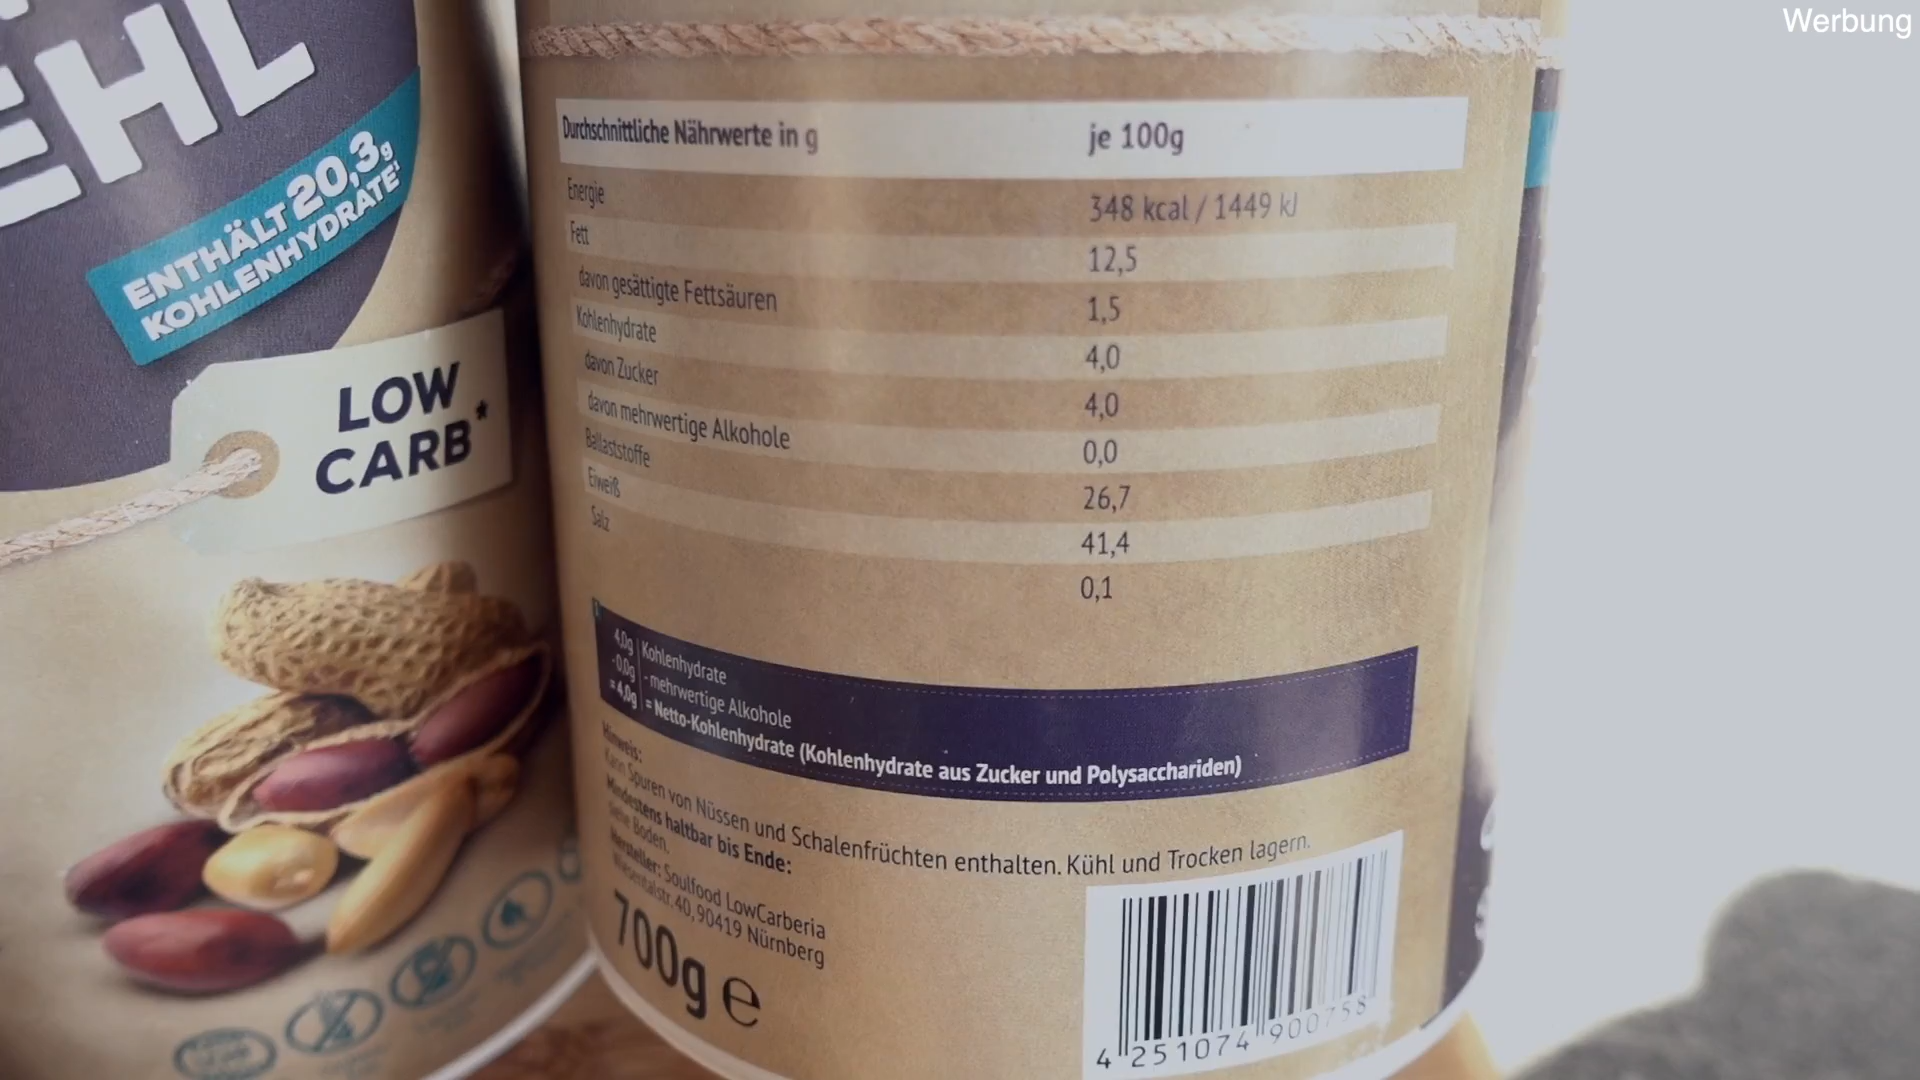 Werbung
EHL
ENTHÄLT 20,3g
KOHLENHYDRATE
LOW
CARB*
Durchschnittliche Nährwerte in g je 100g
Energie 348 kcal / 1449 kJ
Fett 12,5
davon gesättigte Fettsäuren 1,5
Kohlenhydrate 4,0
davon Zucker 4,0
davon mehrwertige Alkohole 0,0
Ballaststoffe 26,7
Eiweiß 41,4
Salz 0,1
4,0g Kohlenhydrate
-0,0g - mehrwertige Alkohole
=4,0g = Netto-Kohlenhydrate (Kohlenhydrate aus Zucker und Polysacchariden)
Hinweis:
Kann Spuren von Nüssen und Schalenfrüchten enthalten. Kühl und Trocken lagern.
Mindestens haltbar bis Ende:
Siehe Boden.
Hersteller: Soulfood LowCarberia
Wiesentalstr. 40, 90419 Nürnberg
700g e
4 251074 900758